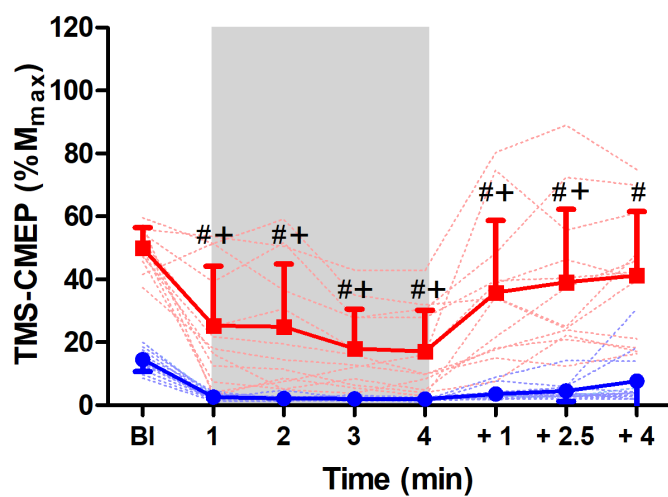 120
100
80
60
40
20
0
TMS-CMEP (%Mmax)
#+ #+ #+ #+ #+ #+ #
Bl 1 2 3 4 + 1 + 2.5 + 4
Time (min)